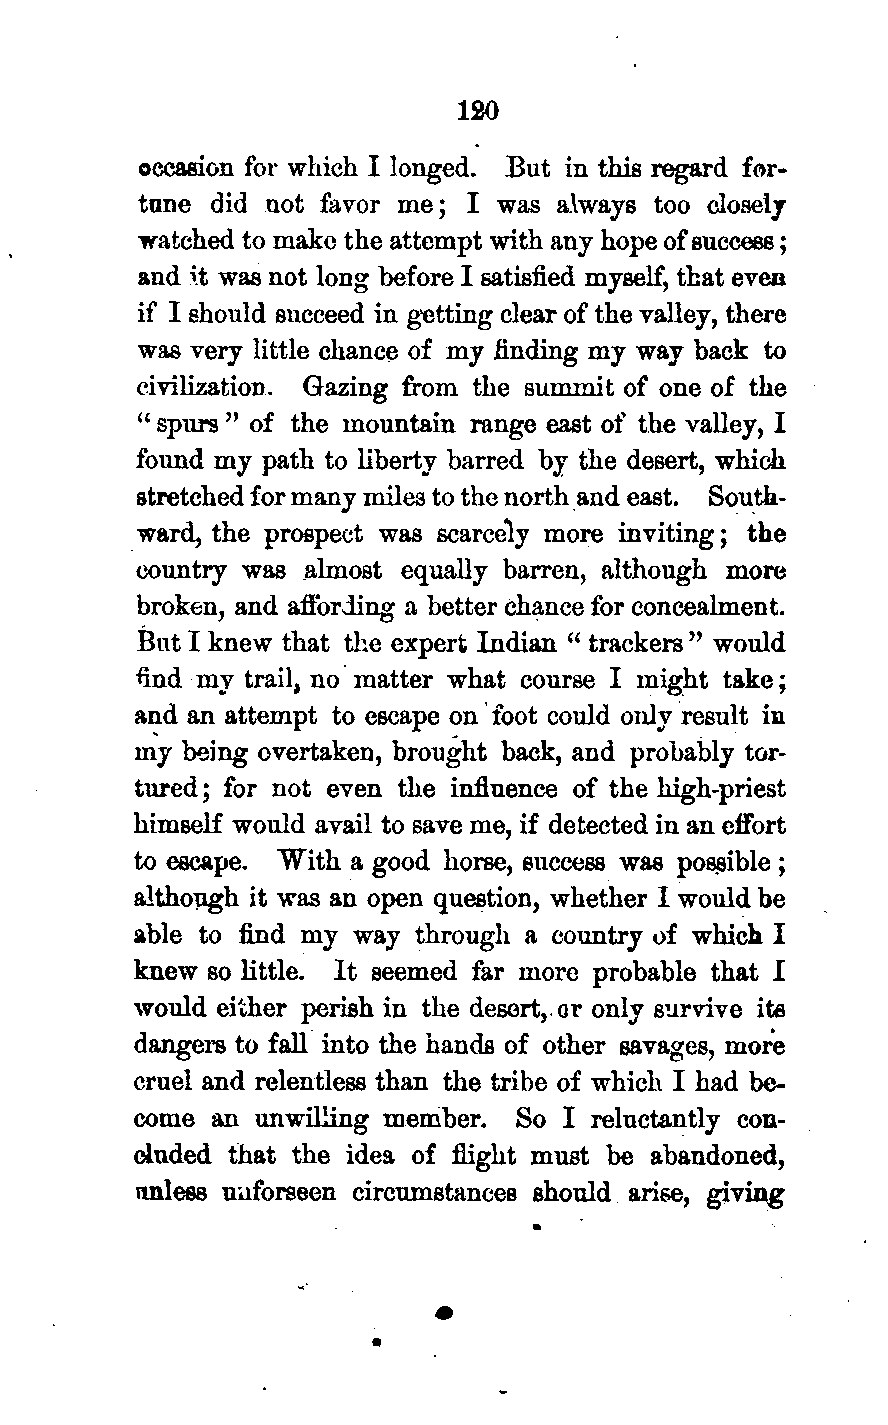 120
occasion for which I longed. But in this regard for-
tune did not favor me; I was always too closely
watched to make the attempt with any hope of success;
and it was not long before I satisfied myself, that even
if I should succeed in getting clear of the valley, there
was very little chance of my finding my way back to
civilization. Gazing from the summit of one of the
“spurs” of the mountain range east of the valley, I
found my path to liberty barred by the desert, which
stretched for many miles to the north and east. South-
ward, the prospect was scarcely more inviting; the
country was almost equally barren, although more
broken, and affording a better chance for concealment.
But I knew that the expert Indian “trackers” would
find my trail, no matter what course I might take;
and an attempt to escape on foot could only result in
my being overtaken, brought back, and probably tor-
tured; for not even the influence of the high-priest
himself would avail to save me, if detected in an effort
to escape. With a good horse, success was possible;
although it was an open question, whether I would be
able to find my way through a country of which I
knew so little. It seemed far more probable that I
would either perish in the desert, or only survive its
dangers to fall into the hands of other savages, more
cruel and relentless than the tribe of which I had be-
come an unwilling member. So I reluctantly con-
cluded that the idea of flight must be abandoned,
unless unforseen circumstances should arise, giving